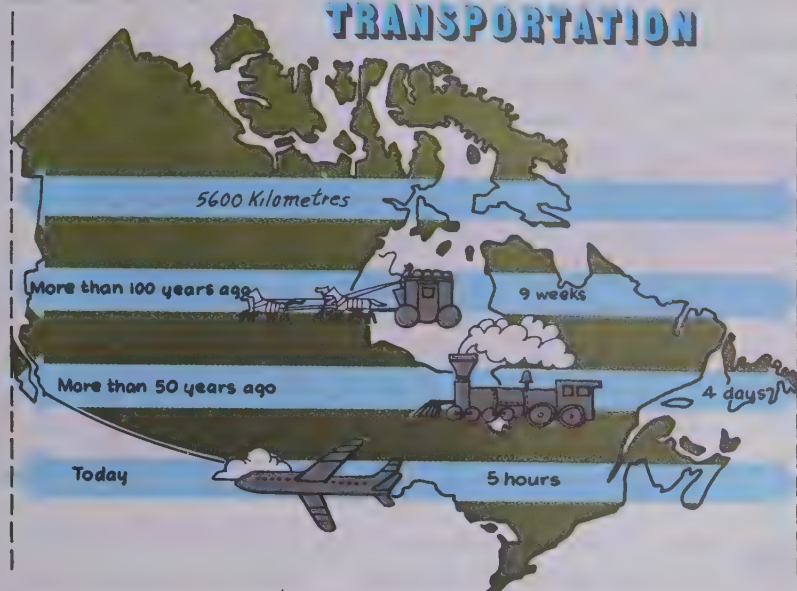 TRANSPORTATION
5600 Kilometres
More than 100 years ago
9 weeks
More than 50 years ago
4 days
Today
5 hours